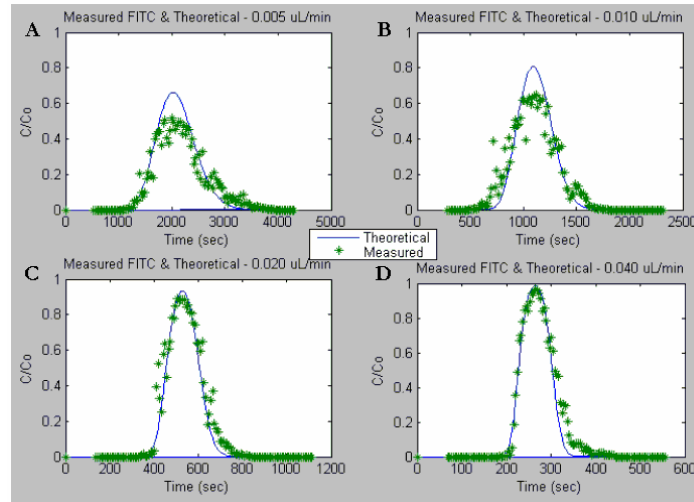 A
Measured FITC & Theoretical - 0.005 uL/min
1
0.8
0.6
0.4
0.2
0
C/Co
0 1000 2000 3000 4000 5000
Time (sec)
B
Measured FITC & Theoretical - 0.010 uL/min
1
0.8
0.6
0.4
0.2
0
C/Co
0 500 1000 1500 2000 2500
Time (sec)
Theoretical
Measured
C
Measured FITC & Theoretical - 0.020 uL/min
1
0.8
0.6
0.4
0.2
0
C/Co
0 200 400 600 800 1000 1200
Time (sec)
D
Measured FITC & Theoretical - 0.040 uL/min
1
0.8
0.6
0.4
0.2
0
C/Co
0 100 200 300 400 500 600
Time (sec)